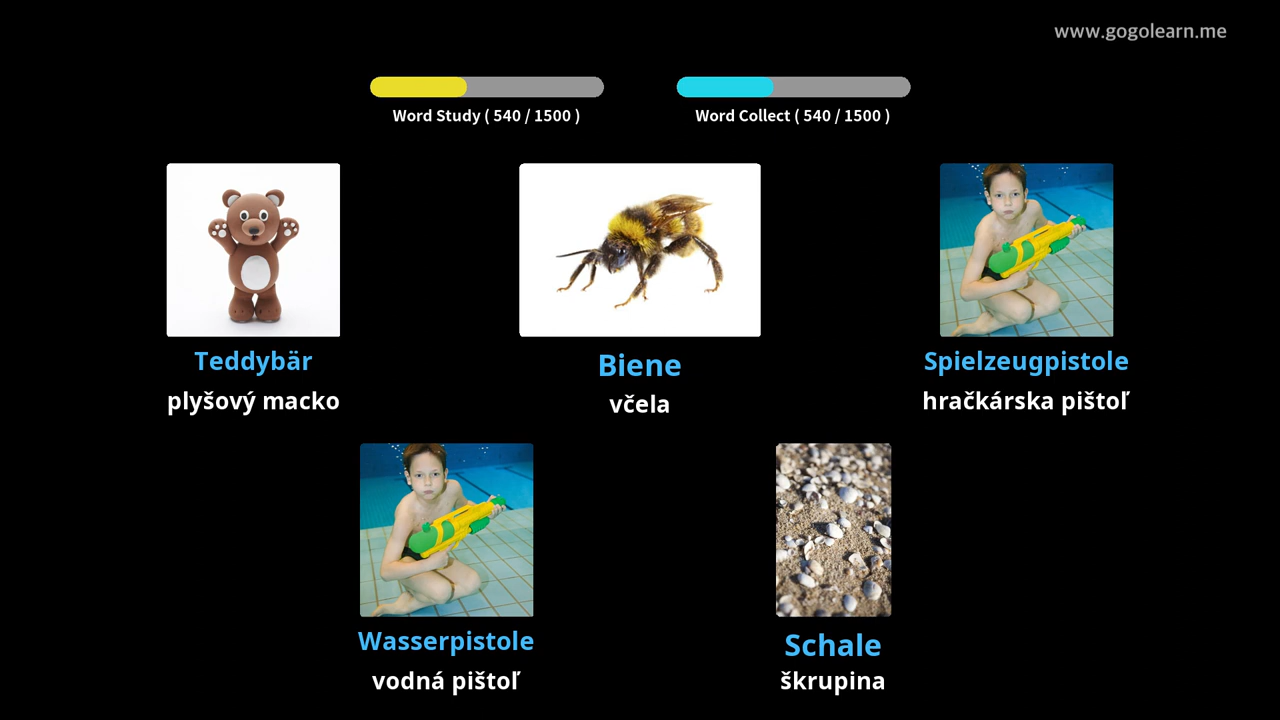 www.gogolearn.me
Word Study ( 540 / 1500 )
Word Collect ( 540 / 1500 )
Teddybär
plyšový macko
Biene
včela
Spielzeugpistole
hračkárska pištoľ
Wasserpistole
vodná pištoľ
Schale
škrupina